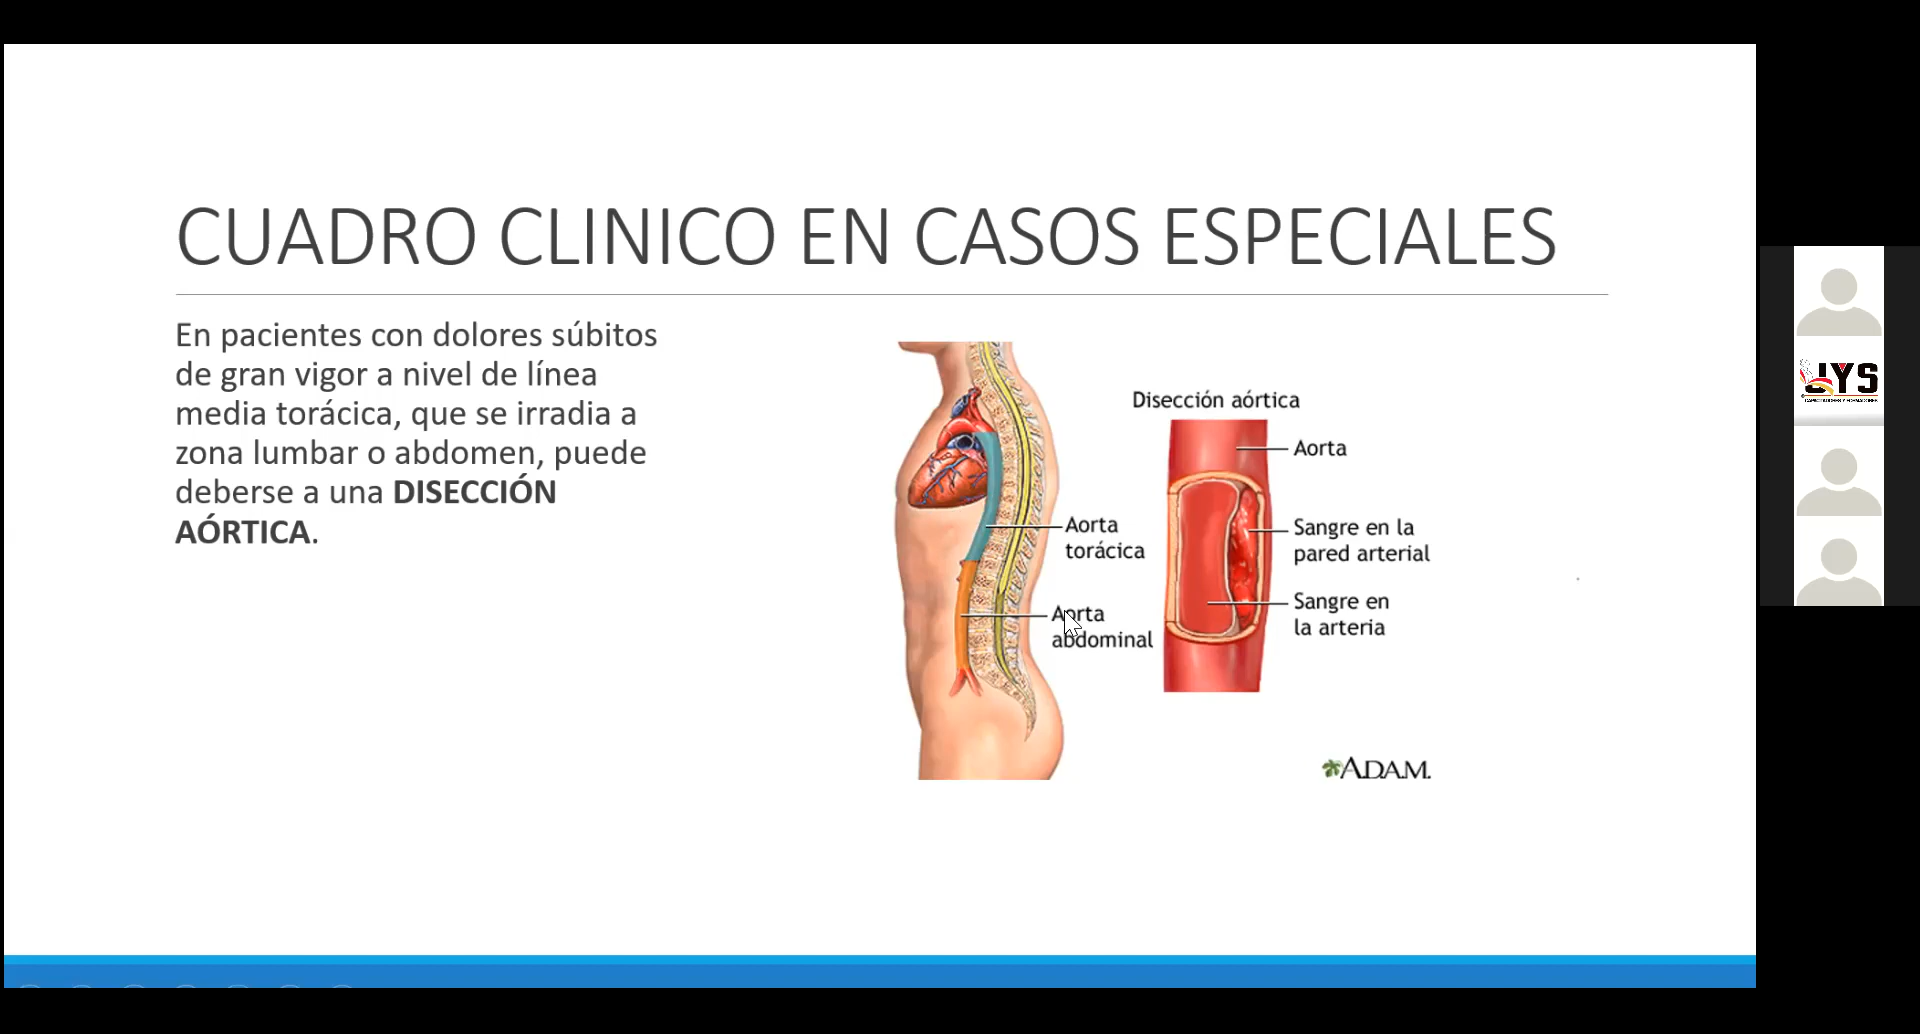 CUADRO CLINICO EN CASOS ESPECIALES
En pacientes con dolores súbitos
de gran vigor a nivel de línea
media torácica, que se irradia a
zona lumbar o abdomen, puede
deberse a una DISECCIÓN
AÓRTICA.
Disección aórtica
Aorta
Sangre en la
pared arterial
Sangre en
la arteria
Aorta
torácica
Aorta
abdominal
ADAM.
JYS